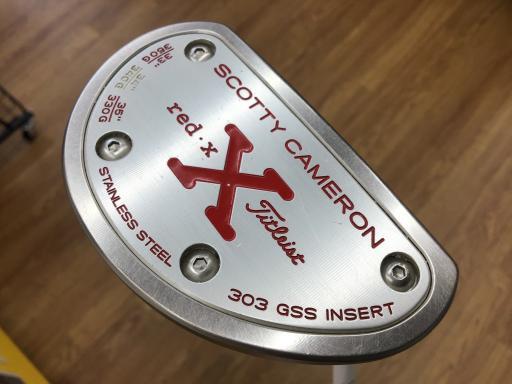 SCOTTY CAMERON
33" 360G
34" 340G
35" 330G
red·x
X
Titleist
STAINLESS STEEL
303 GSS INSERT